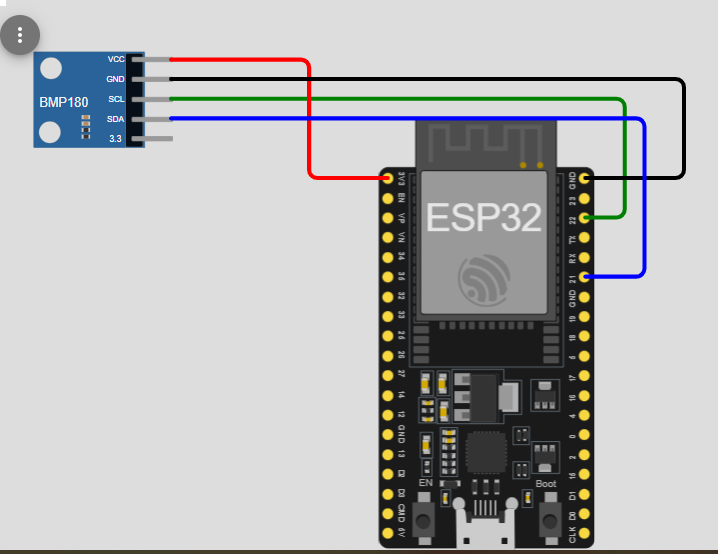 VCC
GND
SCL
SDA
3.3
BMP180
ESP32
3V3
EN
VP
VN
34
35
32
33
25
26
27
14
12
GND
13
D2
D3
CMD
5V
GND
23
22
TX
RX
21
GND
19
18
5
17
16
4
0
2
15
D1
D0
CLK
EN
Boot